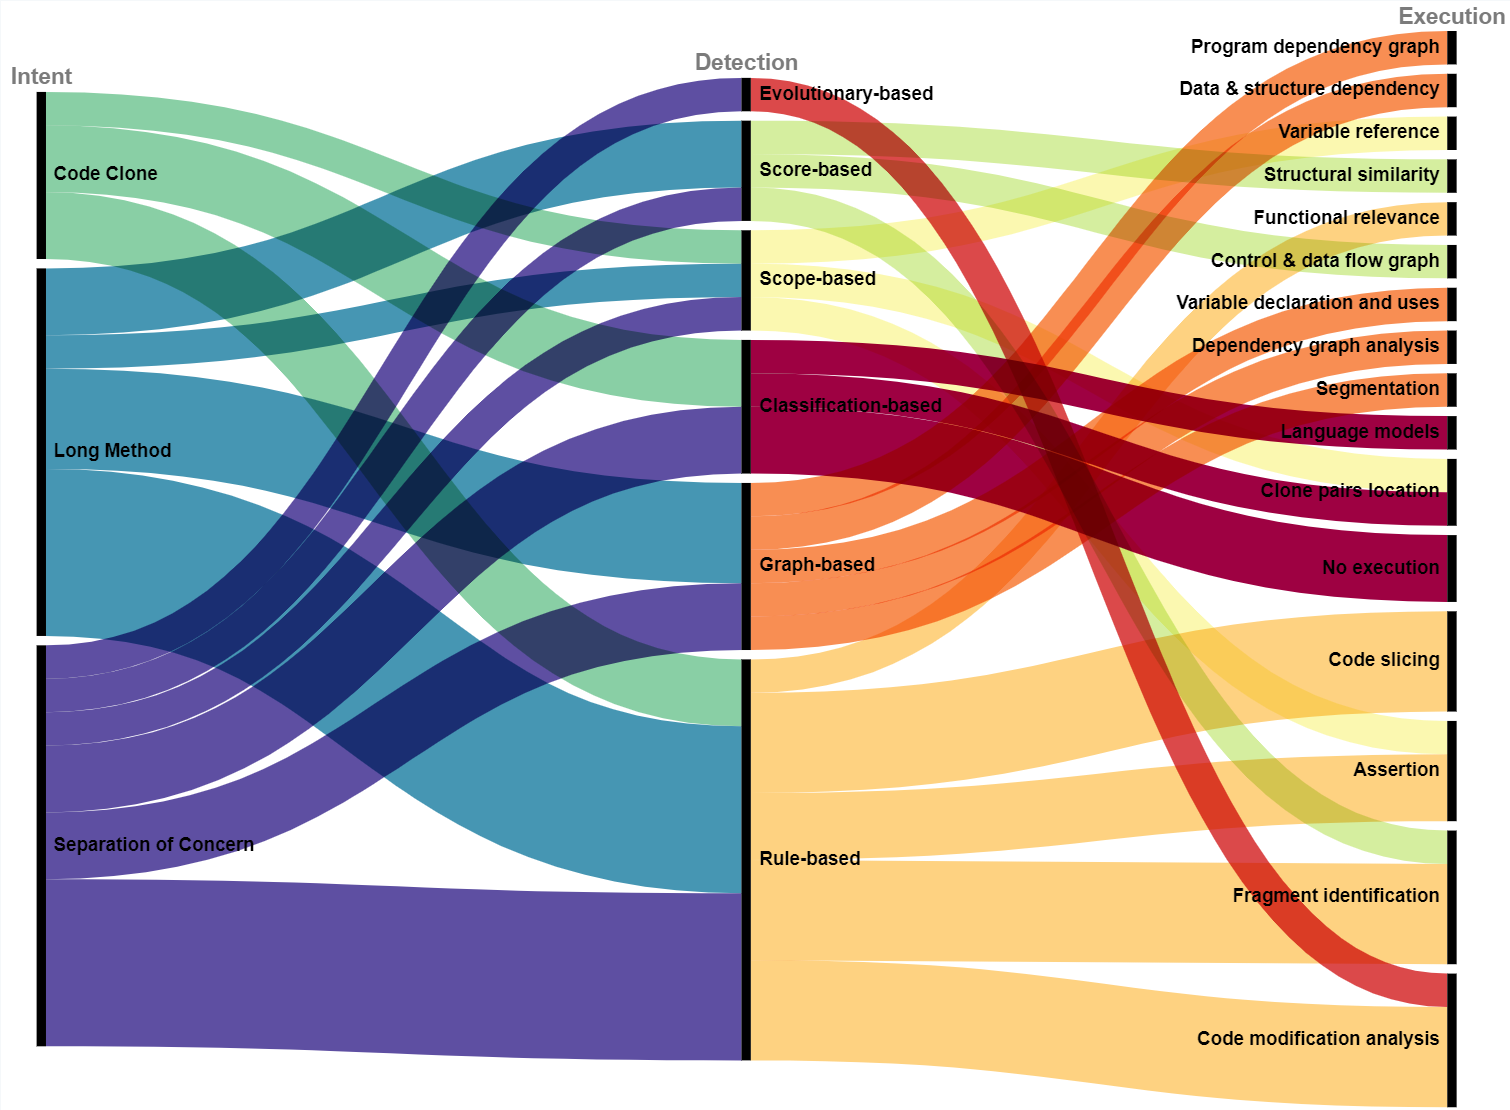 Intent
Code Clone
Long Method
Separation of Concern
Detection
Evolutionary-based
Score-based
Scope-based
Classification-based
Graph-based
Rule-based
Execution
Program dependency graph
Data & structure dependency
Variable reference
Structural similarity
Functional relevance
Control & data flow graph
Variable declaration and uses
Dependency graph analysis
Segmentation
Language models
Clone pairs location
No execution
Code slicing
Assertion
Fragment identification
Code modification analysis